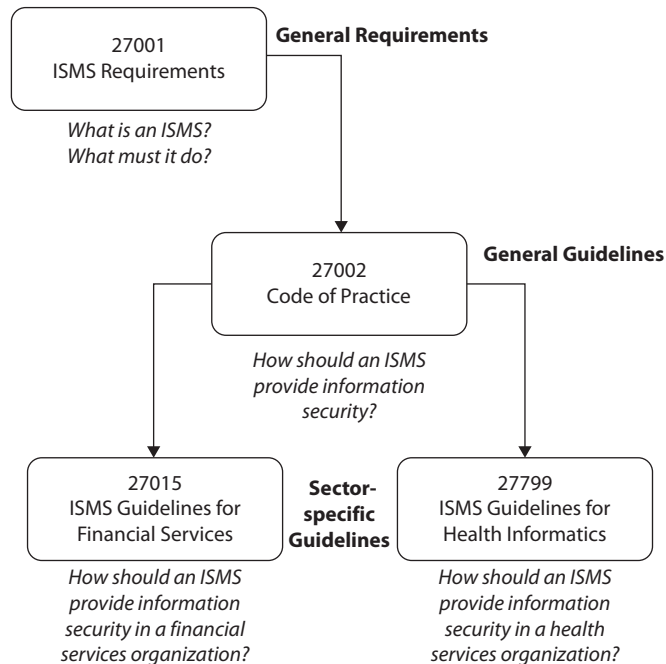 27001
ISMS Requirements
General Requirements
What is an ISMS?
What must it do?
27002
Code of Practice
General Guidelines
How should an ISMS
provide information
security?
27015
ISMS Guidelines for
Financial Services
Sector-
specific
Guidelines
27799
ISMS Guidelines for
Health Informatics
How should an ISMS
provide information
security in a financial
services organization?
How should an ISMS
provide information
security in a health
services organization?